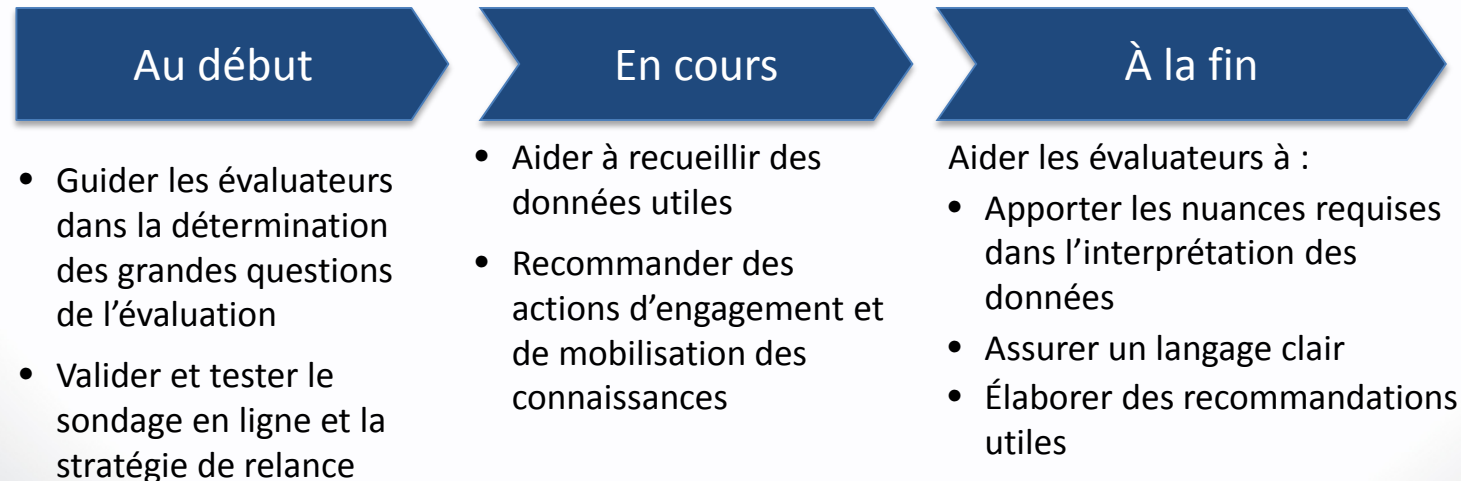 Au début
• Guider les évaluateurs
dans la détermination
des grandes questions
de l'évaluation
• Valider et tester le
sondage en ligne et la
stratégie de relance
En cours
• Aider à recueillir des
données utiles
• Recommander des
actions d'engagement et
de mobilisation des
connaissances
À la fin
Aider les évaluateurs à :
• Apporter les nuances requises
dans l'interprétation des
données
• Assurer un langage clair
• Élaborer des recommandations
utiles